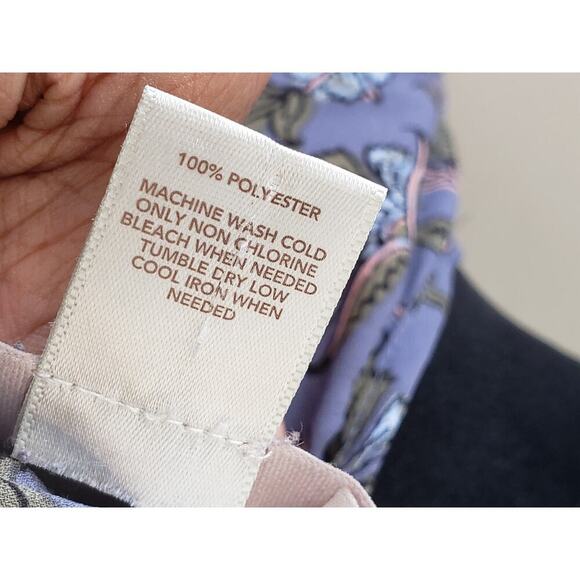 100% POLYESTER
MACHINE WASH COLD
ONLY NON CHLORINE
BLEACH WHEN NEEDED
TUMBLE DRY LOW
COOL IRON WHEN
NEEDED